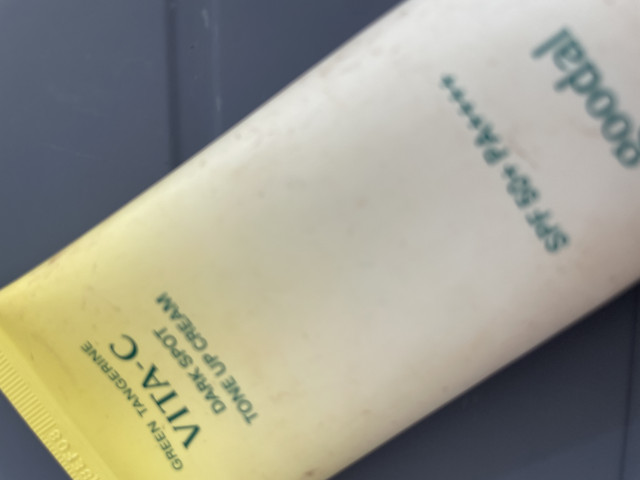 GREEN TANGERINE
VITA-C
DARK SPOT
TONE UP CREAM
SPF 50+ PA++++
goodal